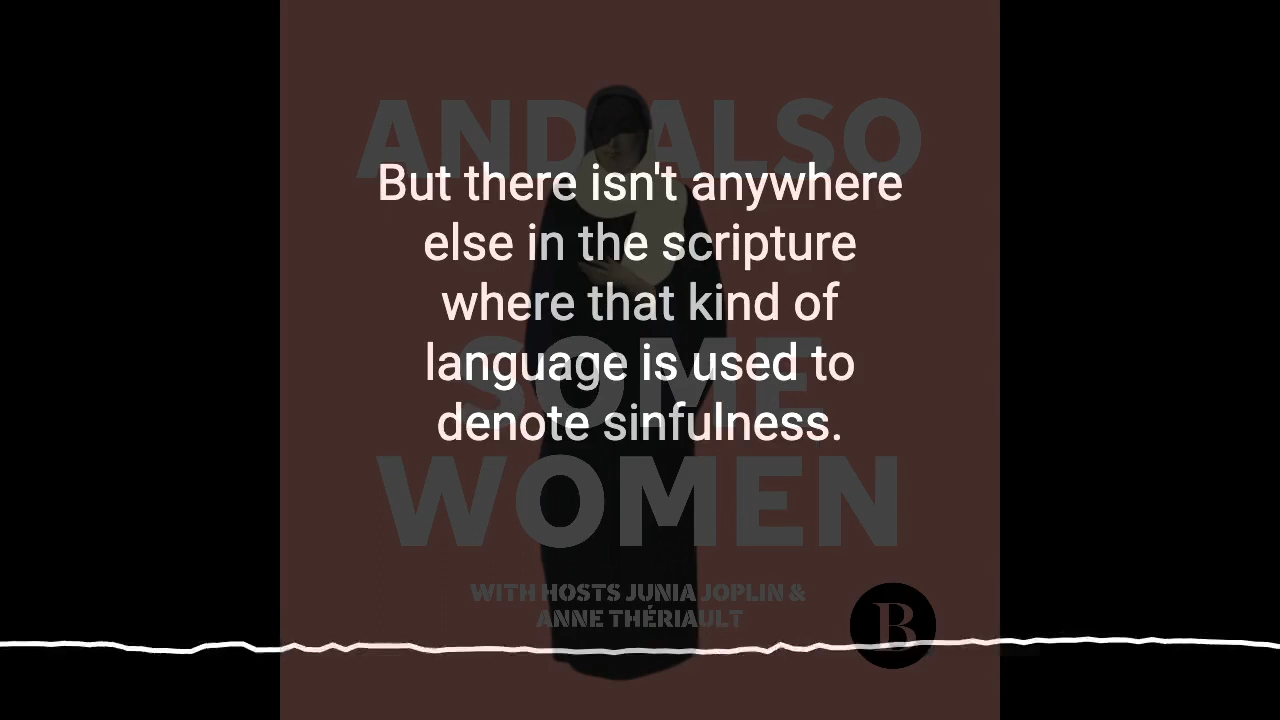 AND ALSO
But there isn't anywhere
else in the scripture
where that kind of
language is used to
denote sinfulness.
SOME
WOMEN
WITH HOSTS JUNIA JOPLIN &
ANNE THÉRIAULT
B